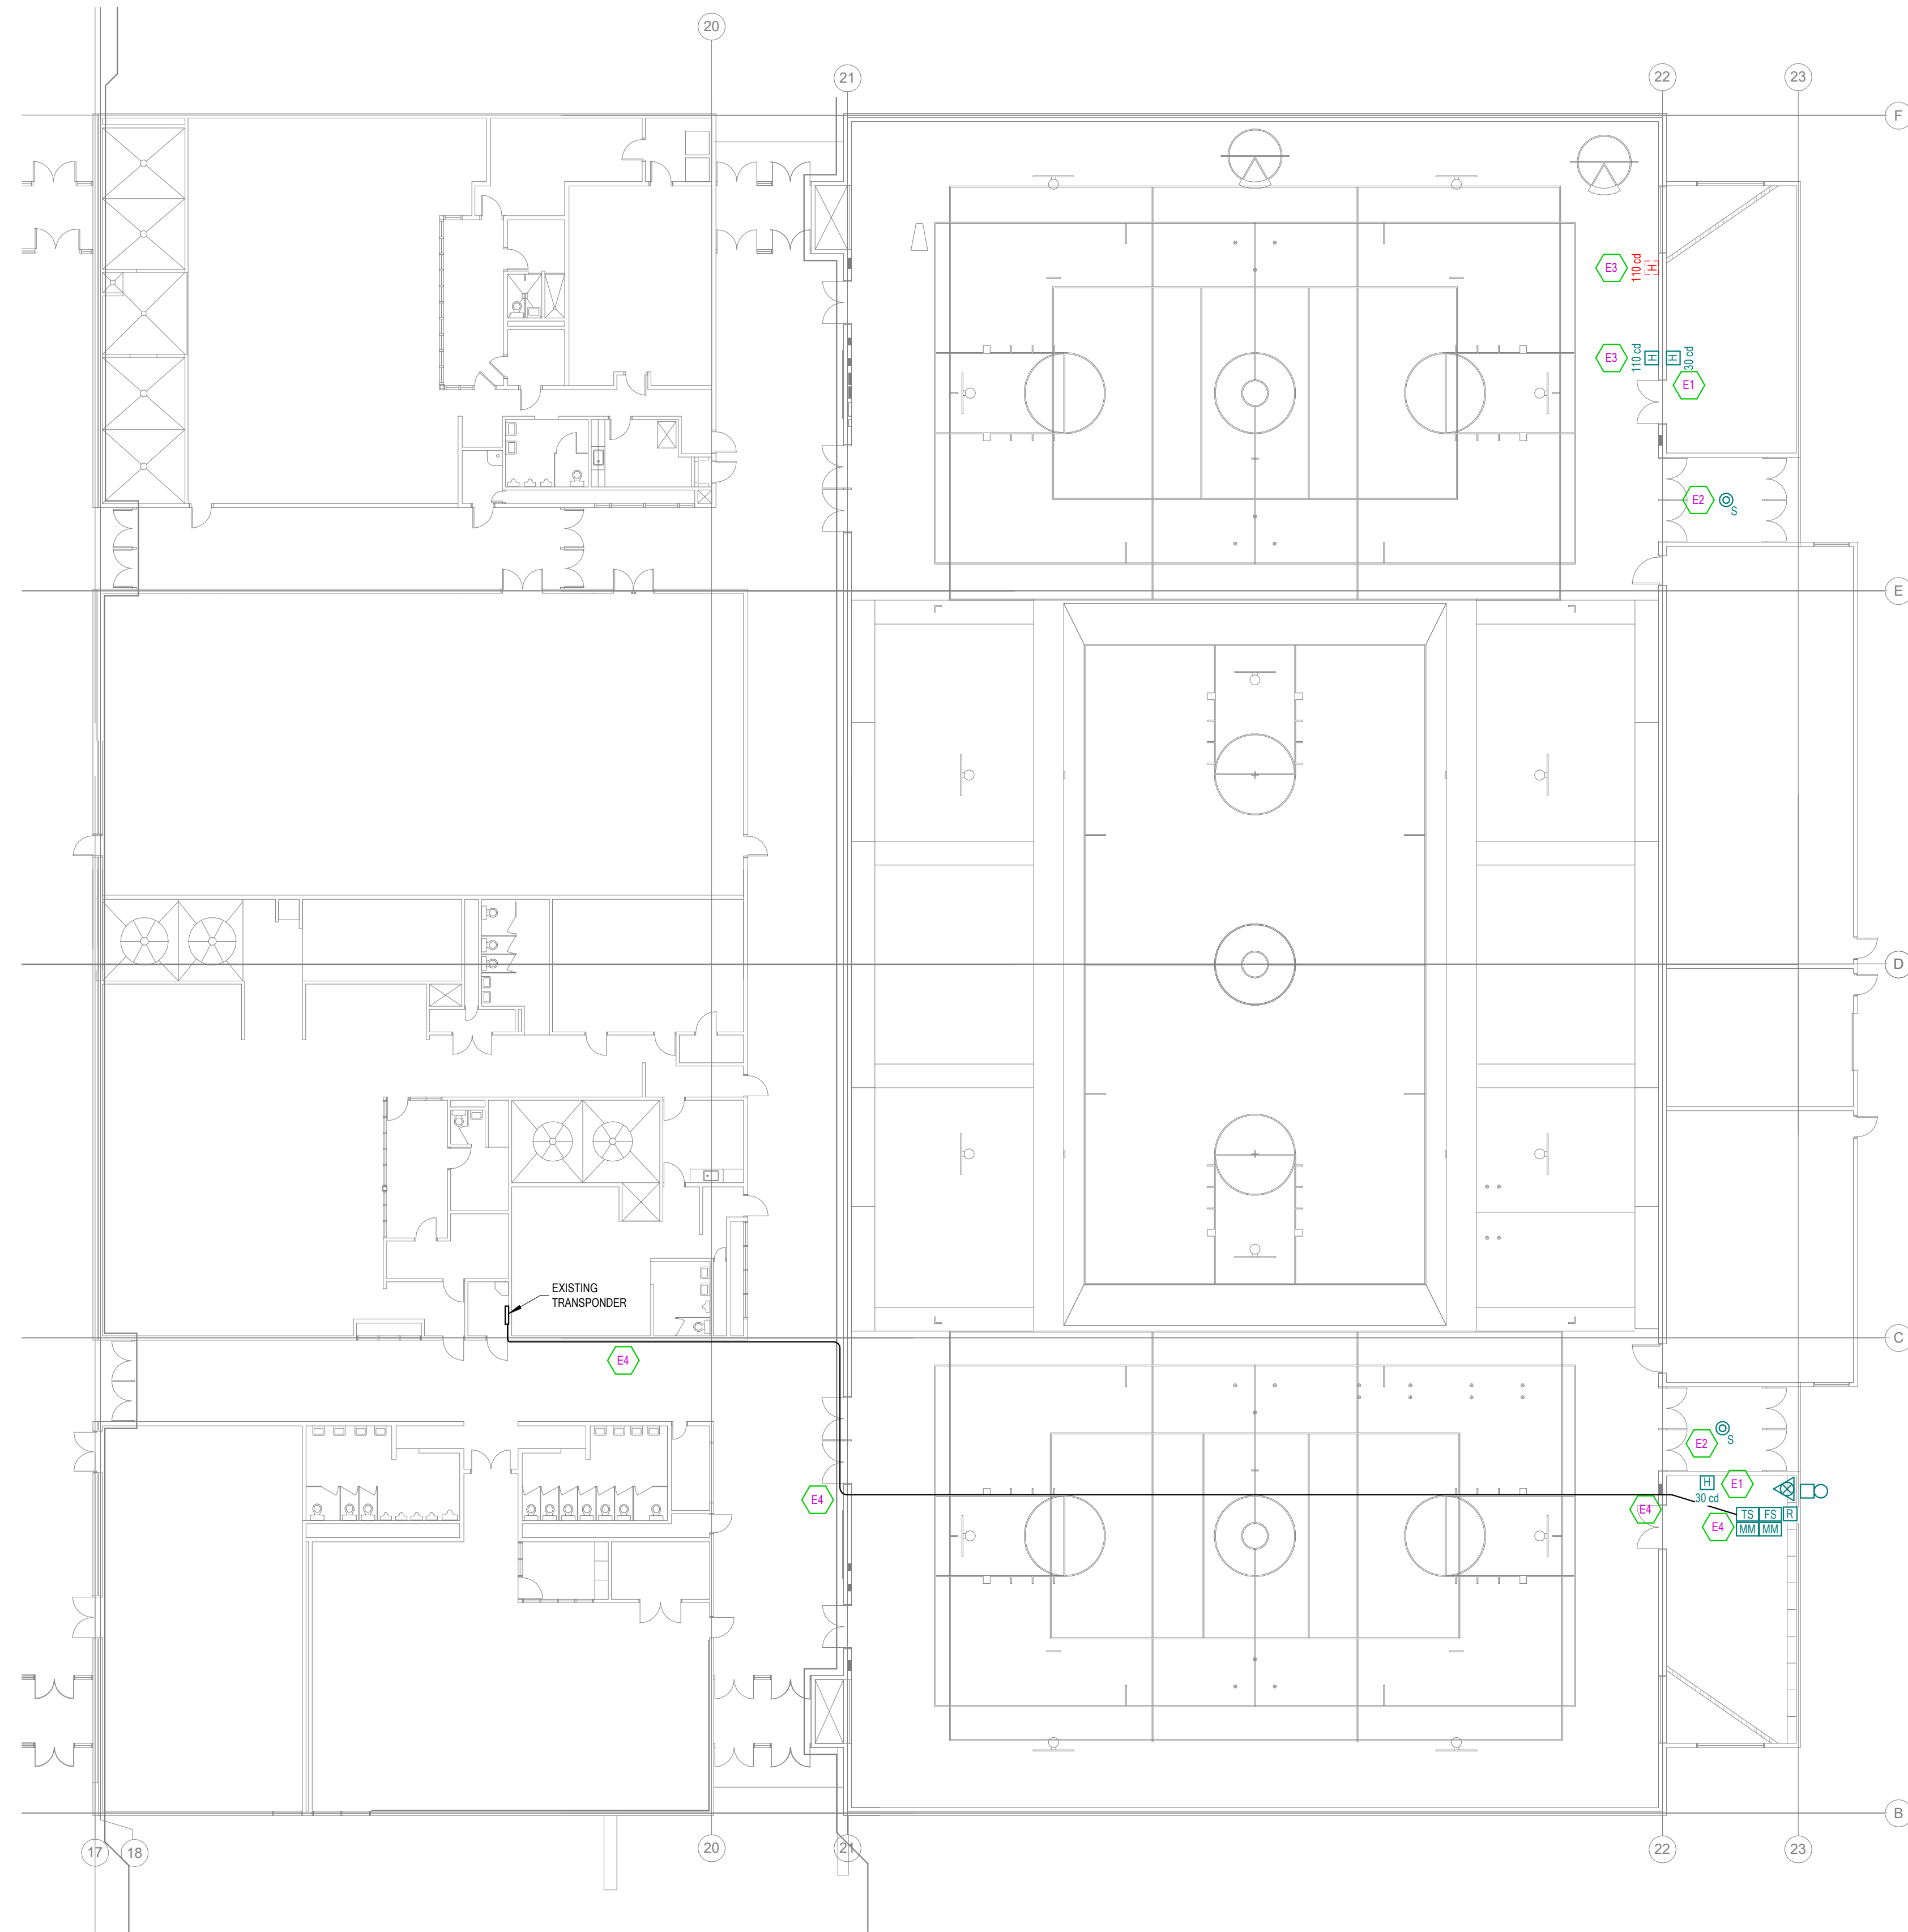 20
21
22
23
F
E3
110 cd
H
E3
110 cd
H
H
30 cd
E1
E2
S
E
D
EXISTING
TRANSPONDER
C
E4
E2
S
H
E1
30 cd
E4
E4
TS FS R
E4
MM MM
B
17
18
20
21
22
23